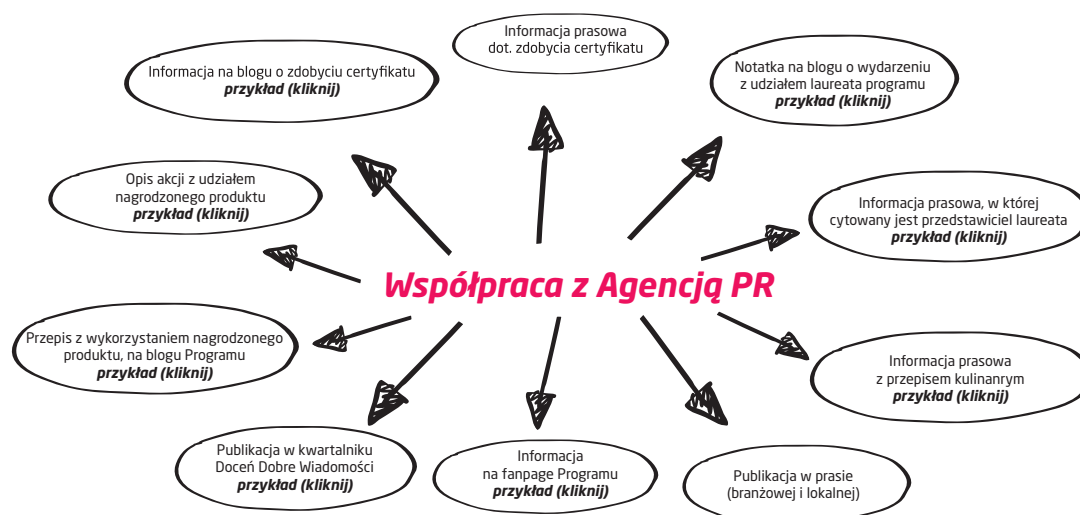 Informacja prasowa
dot. zdobycia certyfikatu
Informacja na blogu o zdobyciu certyfikatu
przykład (kliknij)
Notatka na blogu o wydarzeniu
z udziałem laureata programu
przykład (kliknij)
Opis akcji z udziałem
nagrodzonego produktu
przykład (kliknij)
Informacja prasowa, w której
cytowany jest przedstawiciel laureata
przykład (kliknij)
Współpraca z Agencją PR
Przepis z wykorzystaniem nagrodzonego
produktu, na blogu Programu
przykład (kliknij)
Informacja prasowa
z przepisem kulinanrym
przykład (kliknij)
Publikacja w kwartalniku
Doceń Dobre Wiadomości
przykład (kliknij)
Informacja
na fanpage Programu
przykład (kliknij)
Publikacja w prasie
(branżowej i lokalnej)